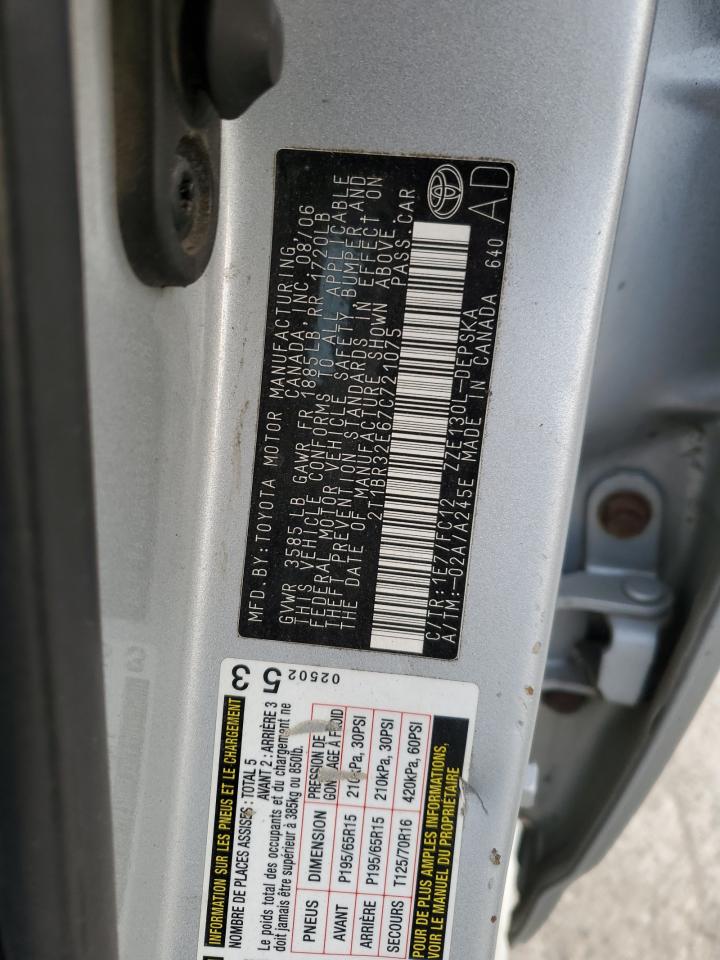 MFD. BY: TOYOTA MOTOR MANUFACTURING
CANADA, INC. 08/06
GVWR 3585LB GAWR FR 1885LB, RR 1720LB
THIS VEHICLE CONFORMS TO ALL APPLICABLE
FEDERAL MOTOR VEHICLE SAFETY, BUMPER, AND
THEFT PREVENTION STANDARDS IN EFFECT ON
THE DATE OF MANUFACTURE SHOWN ABOVE.
2T1BR32E67C721075 PASS. CAR
C/TR: 1E7/FC12 ZZE130L-DEPSKA
A/TM: -02A/A245E MADE IN CANADA 640
AD
INFORMATION SUR LES PNEUS ET LE CHARGEMENT
NOMBRE DE PLACES ASSISES: TOTAL 5 AVANT 2: ARRIÈRE 3
Le poids total des occupants et du chargement ne
doit jamais être supérieur à 385kg ou 850lb.
PNEUS DIMENSION PRESSION DE GONFLAGE À FROID
AVANT P195/65R15 210kPa, 30PSI
ARRIÈRE P195/65R15 210kPa, 30PSI
SECOURS T125/70R16 420kPa, 60PSI
POUR DE PLUS AMPLES INFORMATIONS,
VOIR LE MANUEL DU PROPRIÉTAIRE
3
5
02502